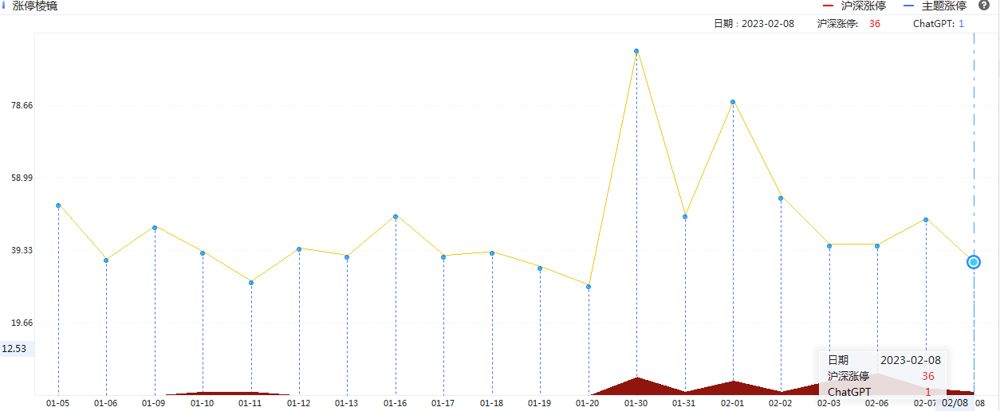 涨停棱镜 沪深涨停 主题涨停 ?
日期 : 2023-02-08 沪深涨停: 36 ChatGPT: 1
78.66
58.99
39.33
19.66
12.53
日期 2023-02-08
沪深涨停 36
ChatGPT 1
01-05 01-06 01-09 01-10 01-11 01-12 01-13 01-16 01-17 01-18 01-19 01-20 01-30 01-31 02-01 02-02 02-03 02-06 02-07 02/08 08